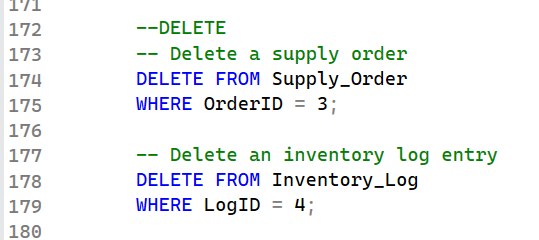 171
172 --DELETE
173 -- Delete a supply order
174 DELETE FROM Supply_Order
175 WHERE OrderID = 3;
176
177 -- Delete an inventory log entry
178 DELETE FROM Inventory_Log
179 WHERE LogID = 4;
180